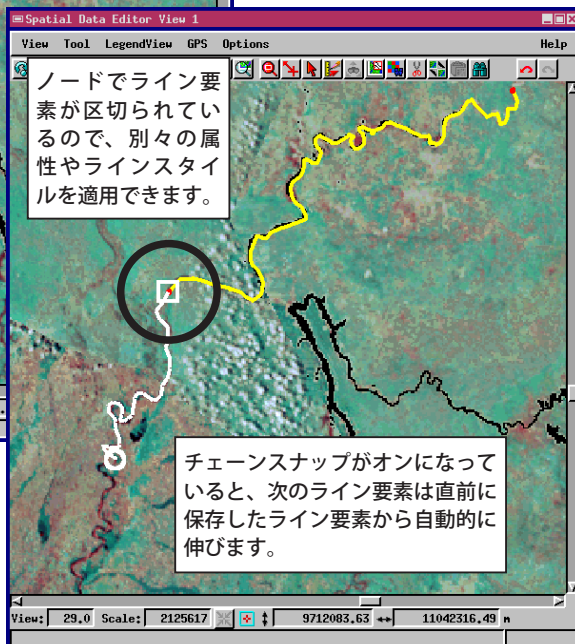 Spatial Data Editor View 1
View Tool LegendView GPS Options Help
ノードでライン要
素が区切られてい
るので、別々の属
性やラインスタイ
ルを適用できます。
チェーンスナップがオンになって
いると、次のライン要素は直前に
保存したライン要素から自動的に
伸びます。
View: 29.0 Scale: 2125617 9712083.63 11042316.49 m